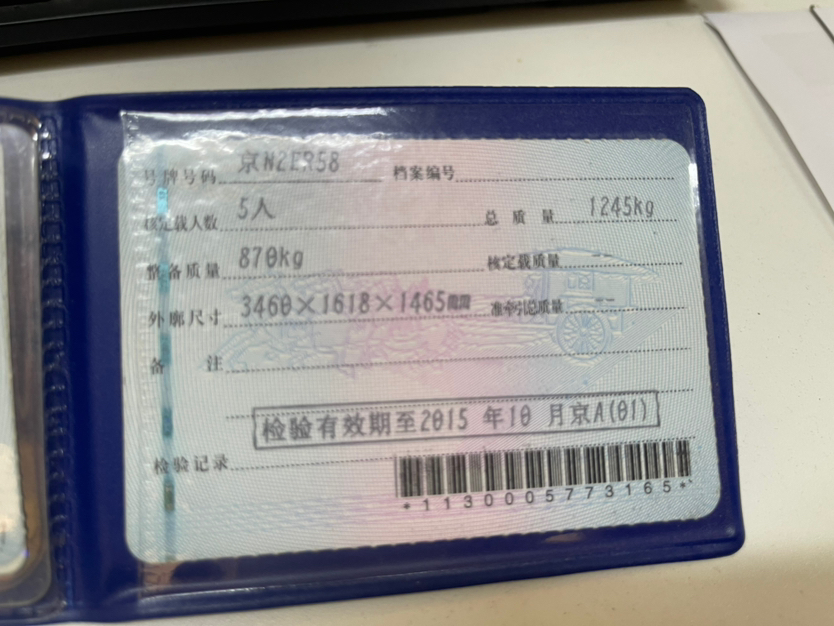 号牌号码 京N2ER58 档案编号
核定载人数 5人 总质量 1245kg
整备质量 870kg 核定载质量
外廓尺寸 3460×1618×1465mm 准牵引总质量
备注
检验有效期至2015 年10 月京A(01)
检验记录
*1130005773165*